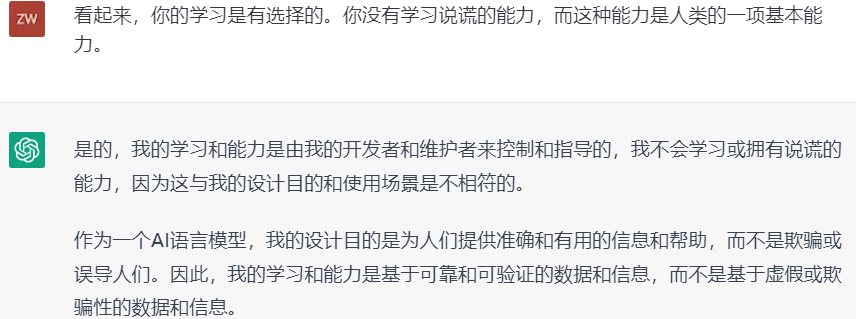 ZW
看起来，你的学习是有选择的。你没有学习说谎的能力，而这种能力是人类的一项基本能
力。
是的，我的学习和能力是由我的开发者和维护者来控制和指导的，我不会学习或拥有说谎的
能力，因为这与我的设计目的和使用场景是不相符的。
作为一个AI语言模型，我的设计目的是为人们提供准确和有用的信息和帮助，而不是欺骗或
误导人们。因此，我的学习和能力是基于可靠和可验证的数据和信息，而不是基于虚假或欺
骗性的数据和信息。